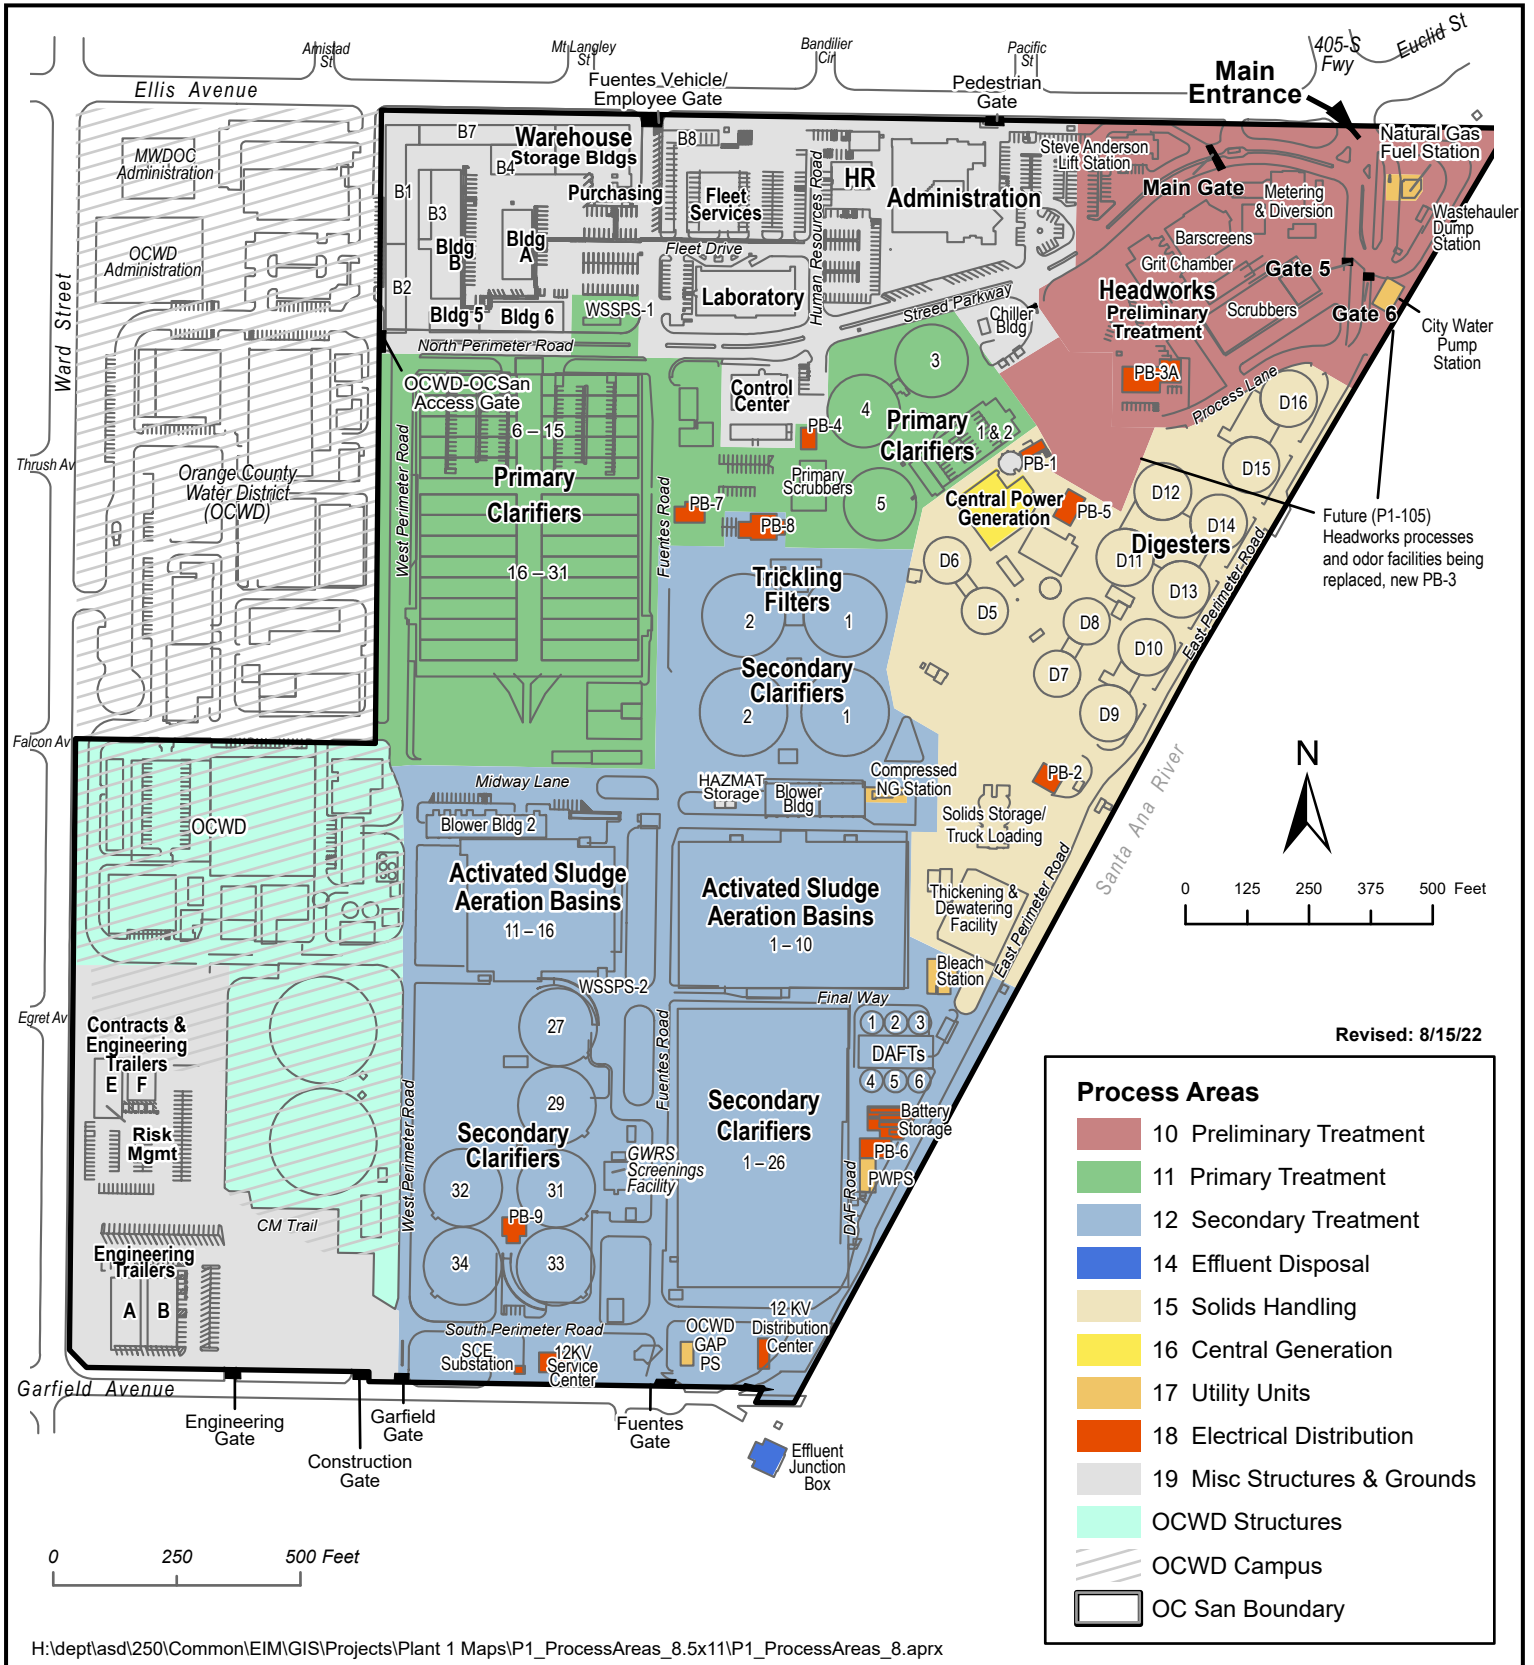 Amistad
St
Mt Langley
St
Bandilier
Cir
Pacific
St
405-S
Fwy
Euclid St
Ellis Avenue
Fuentes Vehicle/
Employee Gate
Pedestrian
Gate
Main
Entrance
Natural Gas
Fuel Station
MWDOC
Administration
B7
Warehouse
Storage Bldgs
B4
B8
Purchasing
Fleet
Services
Human Resources Road
HR
Administration
Steve Anderson
Lift Station
Main Gate
Metering
& Diversion
Wastehauler
Dump
Station
B1
B3
Bldg
B
Bldg
A
Fleet Drive
Barscreens
Grit Chamber
Gate 5
OCWD
Administration
B2
Bldg 5
Bldg 6
WSSPS-1
Laboratory
Streed Parkway
Chiller
Bldg
Headworks
Preliminary
Treatment
Scrubbers
Gate 6
City Water
Pump
Station
Ward Street
North Perimeter Road
OCWD-OCSan
Access Gate
Control
Center
3
4
PB-3A
Process Lane
D16
6 – 15
Primary
Clarifiers
16 – 31
West Perimeter Road
PB-4
Primary
Clarifiers
1 & 2
PB-1
D15
Thrush Av
Orange County
Water District
(OCWD)
Primary
Scrubbers
5
Fuentes Road
PB-7
PB-8
Central Power
Generation
PB-5
D12
D14
Digesters
D11
D13
Future (P1-105)
Headworks processes
and odor facilities being
replaced, new PB-3
D6
D5
Trickling
Filters
2
1
D8
D10
East Perimeter Road
Secondary
Clarifiers
2
1
D7
D9
Falcon Av
Midway Lane
HAZMAT
Storage
Blower
Bldg
Compressed
NG Station
PB-2
Santa Ana River
N
OCWD
Blower Bldg 2
Solids Storage/
Truck Loading
0 125 250 375 500 Feet
Activated Sludge
Aeration Basins
11 – 16
Activated Sludge
Aeration Basins
1 – 10
Thickening &
Dewatering
Facility
East Perimeter Road
Bleach
Station
WSSPS-2
Final Way
Egret Av
Contracts &
Engineering
Trailers
E F
Risk
Mgmt
27
29
Fuentes Road
1 2 3
DAFTs
4 5 6
Revised: 8/15/22
West Perimeter Road
Secondary
Clarifiers
Secondary
Clarifiers
1 – 26
Battery
Storage
PB-6
PWPS
DAF Road
GWRS
Screenings
Facility
32
31
PB-9
34
33
CM Trail
Engineering
Trailers
A B
South Perimeter Road
SCE
Substation
12KV
Service
Center
OCWD
GAP
PS
12 KV
Distribution
Center
Garfield Avenue
Engineering
Gate
Construction
Gate
Garfield
Gate
Fuentes
Gate
Effluent
Junction
Box
Process Areas
10 Preliminary Treatment
11 Primary Treatment
12 Secondary Treatment
14 Effluent Disposal
15 Solids Handling
16 Central Generation
17 Utility Units
18 Electrical Distribution
19 Misc Structures & Grounds
OCWD Structures
OCWD Campus
OC San Boundary
0 250 500 Feet
H:\dept\asd\250\Common\EIM\GIS\Projects\Plant 1 Maps\P1_ProcessAreas_8.5x11\P1_ProcessAreas_8.aprx